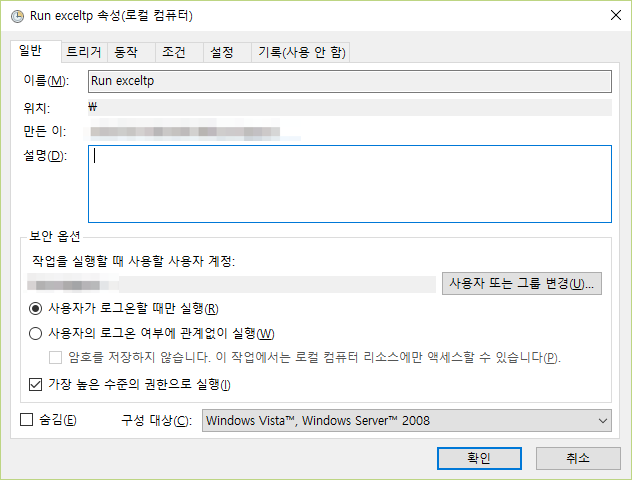 Run exceltp 속성(로컬 컴퓨터)
일반 트리거 동작 조건 설정 기록(사용 안 함)
이름(M): Run exceltp
위치: ₩
만든 이:
설명(D):
보안 옵션
작업을 실행할 때 사용할 사용자 계정:
사용자 또는 그룹 변경(U)...
사용자가 로그온할 때만 실행(R)
사용자의 로그온 여부에 관계없이 실행(W)
암호를 저장하지 않습니다. 이 작업에서는 로컬 컴퓨터 리소스에만 액세스할 수 있습니다(P).
가장 높은 수준의 권한으로 실행(I)
숨김(E) 구성 대상(C): Windows Vista™, Windows Server™ 2008
확인 취소